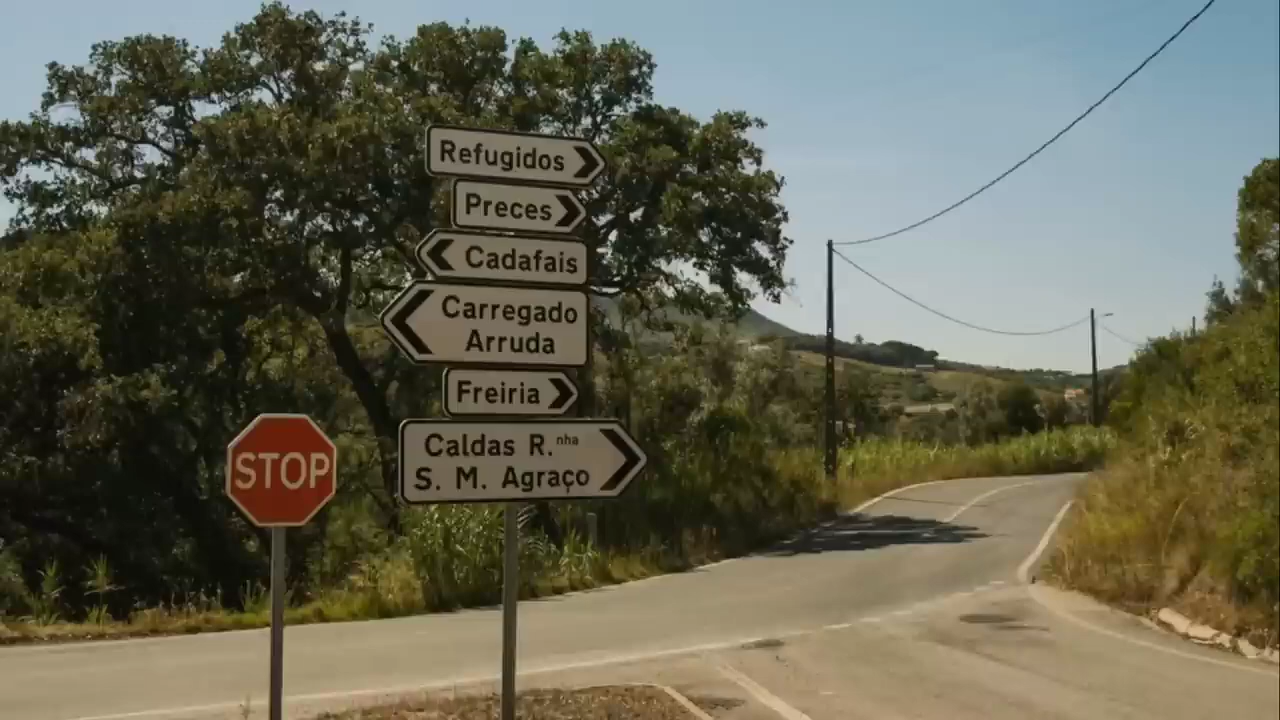 Refugidos
Preces
Cadafais
Carregado
Arruda
Freiria
Caldas R.nha
S. M. Agraço
STOP